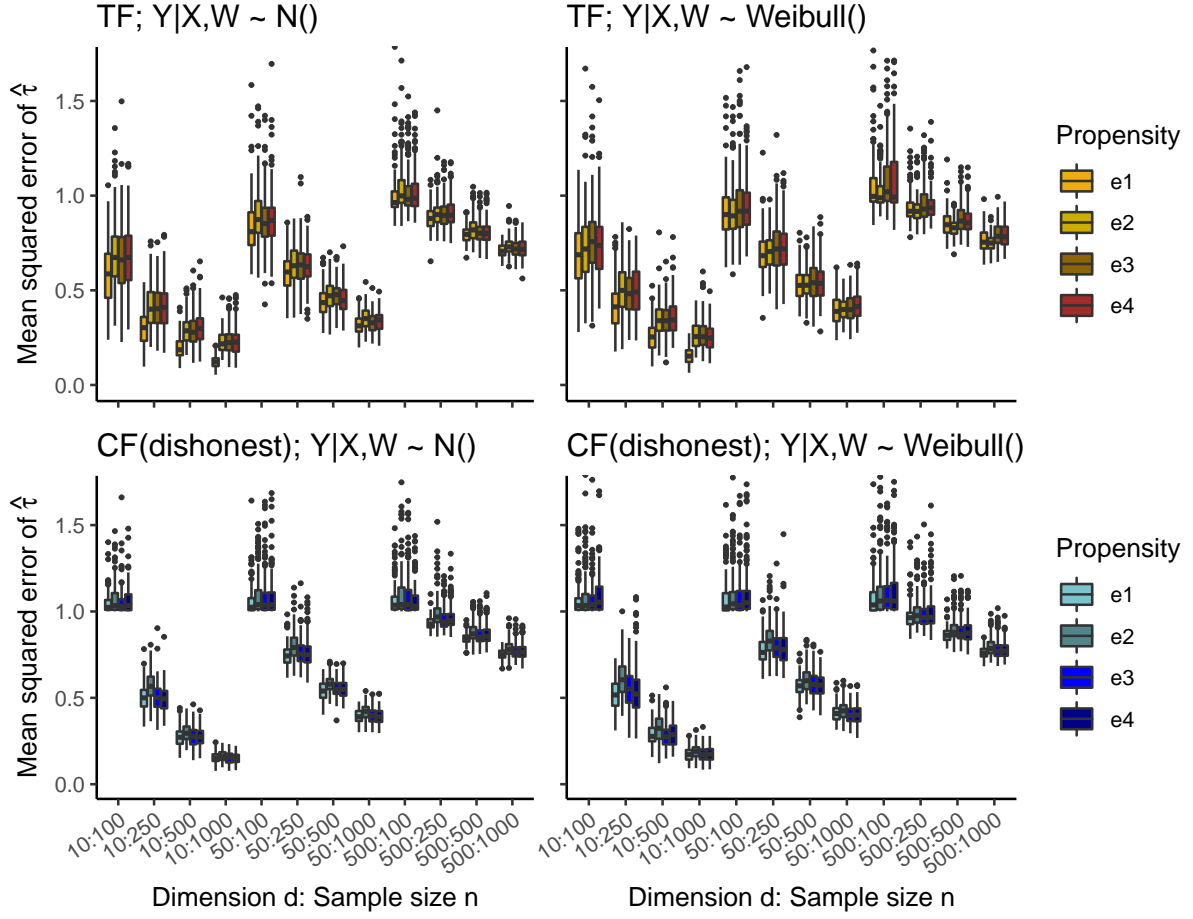 TF; Y|X,W ~ N()
TF; Y|X,W ~ Weibull()
Mean squared error of τ̂
1.5
1.0
0.5
0.0
Propensity
e1
e2
e3
e4
CF(dishonest); Y|X,W ~ N()
CF(dishonest); Y|X,W ~ Weibull()
Mean squared error of τ̂
1.5
1.0
0.5
0.0
Propensity
e1
e2
e3
e4
10:100
10:250
10:500
10:1000
50:100
50:250
50:500
50:1000
500:100
500:250
500:500
500:1000
10:100
10:250
10:500
10:1000
50:100
50:250
50:500
50:1000
500:100
500:250
500:500
500:1000
Dimension d: Sample size n
Dimension d: Sample size n